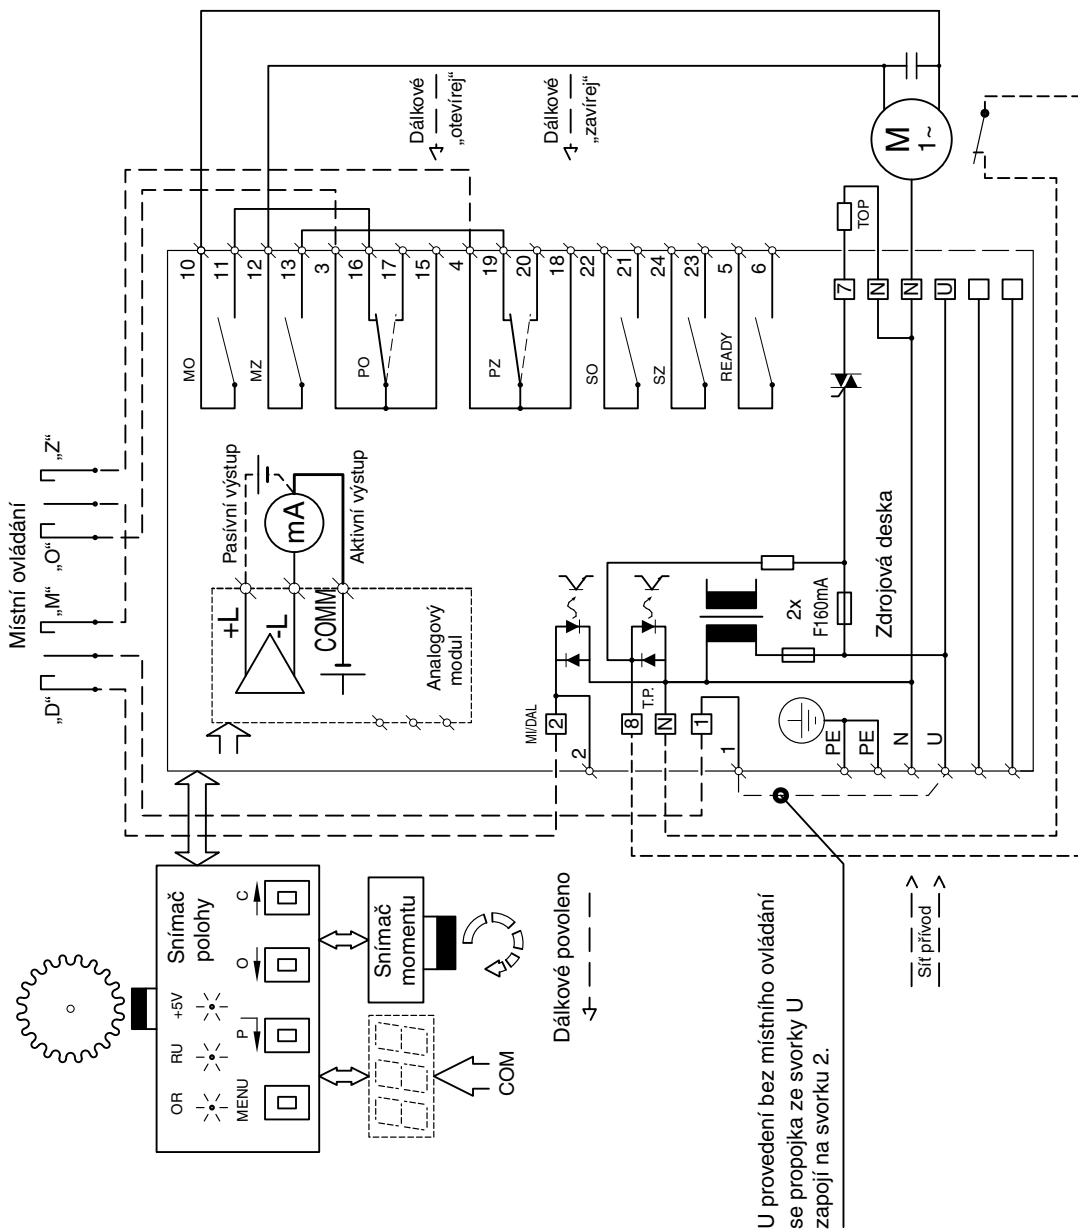 Místní ovládání
„D“
„M“
„O“
„Z“
Snímač
polohy
OR
RU
+5V
MENU
P
O
C
Snímač
momentu
COM
Analogový
modul
+L
-L
COMM
mA
Pasívní výstup
Aktivní výstup
MO
MZ
PO
PZ
SO
SZ
READY
10
11
12
13
3
16
17
15
4
19
20
18
22
21
24
23
5
6
7
N
N
U
TOP
M
1~
Dálkové
„otevírej“
Dálkové
„zavírej“
MI/DAL
2
2
8
T.P.
N
1
1
2x
F160mA
Zdrojová deska
PE
PE
N
U
Dálkové povoleno
Síť přívod
U provedení bez místního ovládání
se propojka ze svorky U
zapojí na svorku 2.